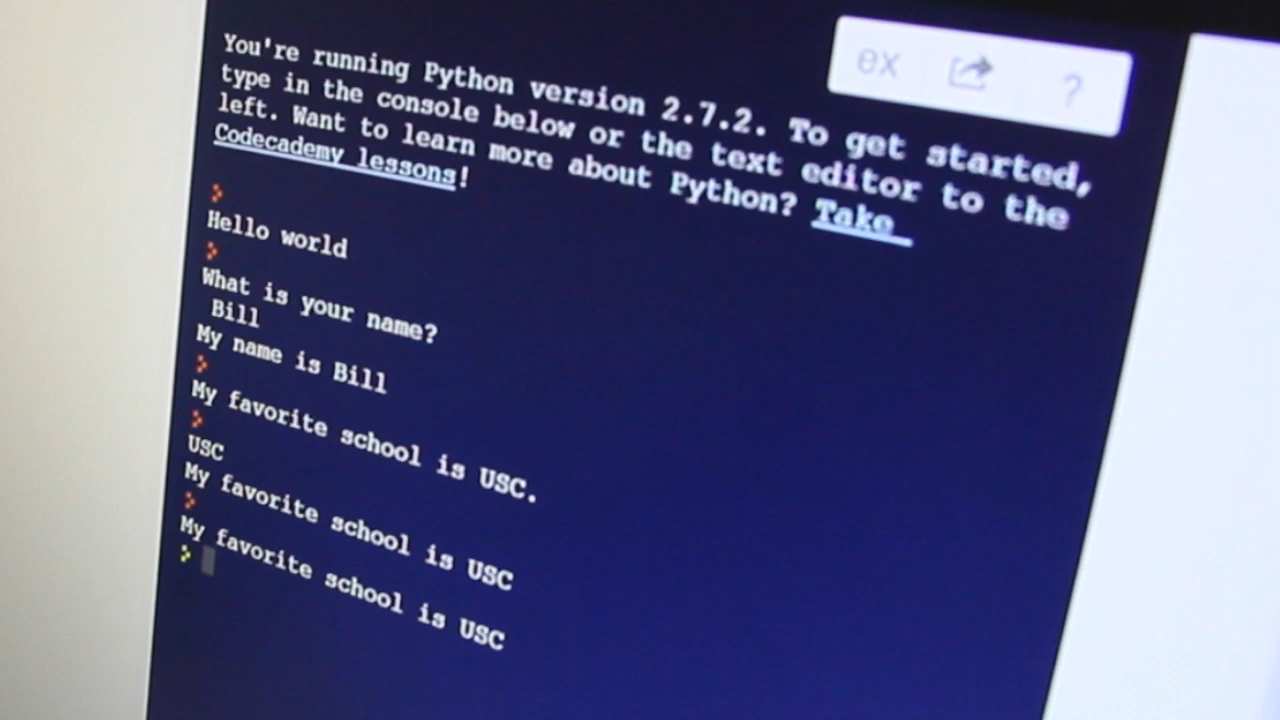 ex ?
You're running Python version 2.7.2. To get started,
type in the console below or the text editor to the
left. Want to learn more about Python? Take
Codecademy lessons!
>
Hello world
>
What is your name?
Bill
My name is Bill
>
My favorite school is USC.
>
USC
My favorite school is USC
>
My favorite school is USC
>